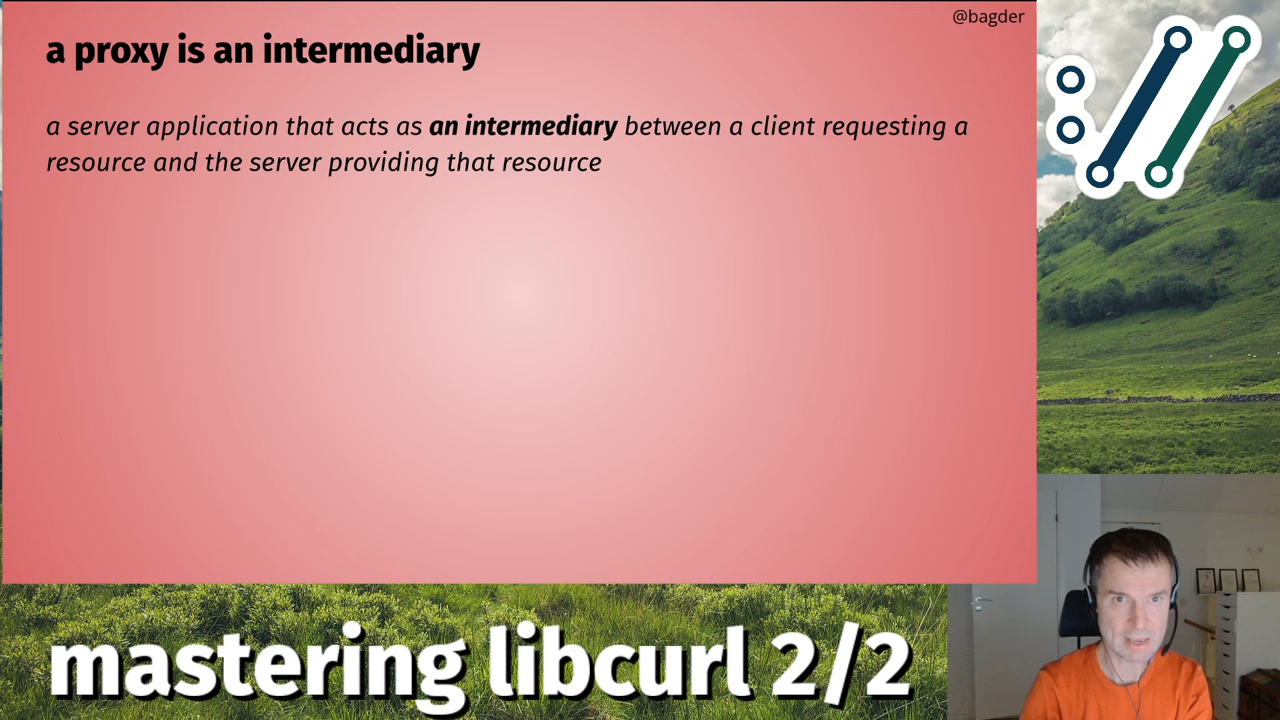 @bagder
a proxy is an intermediary
a server application that acts as an intermediary between a client requesting a
resource and the server providing that resource
mastering libcurl 2/2